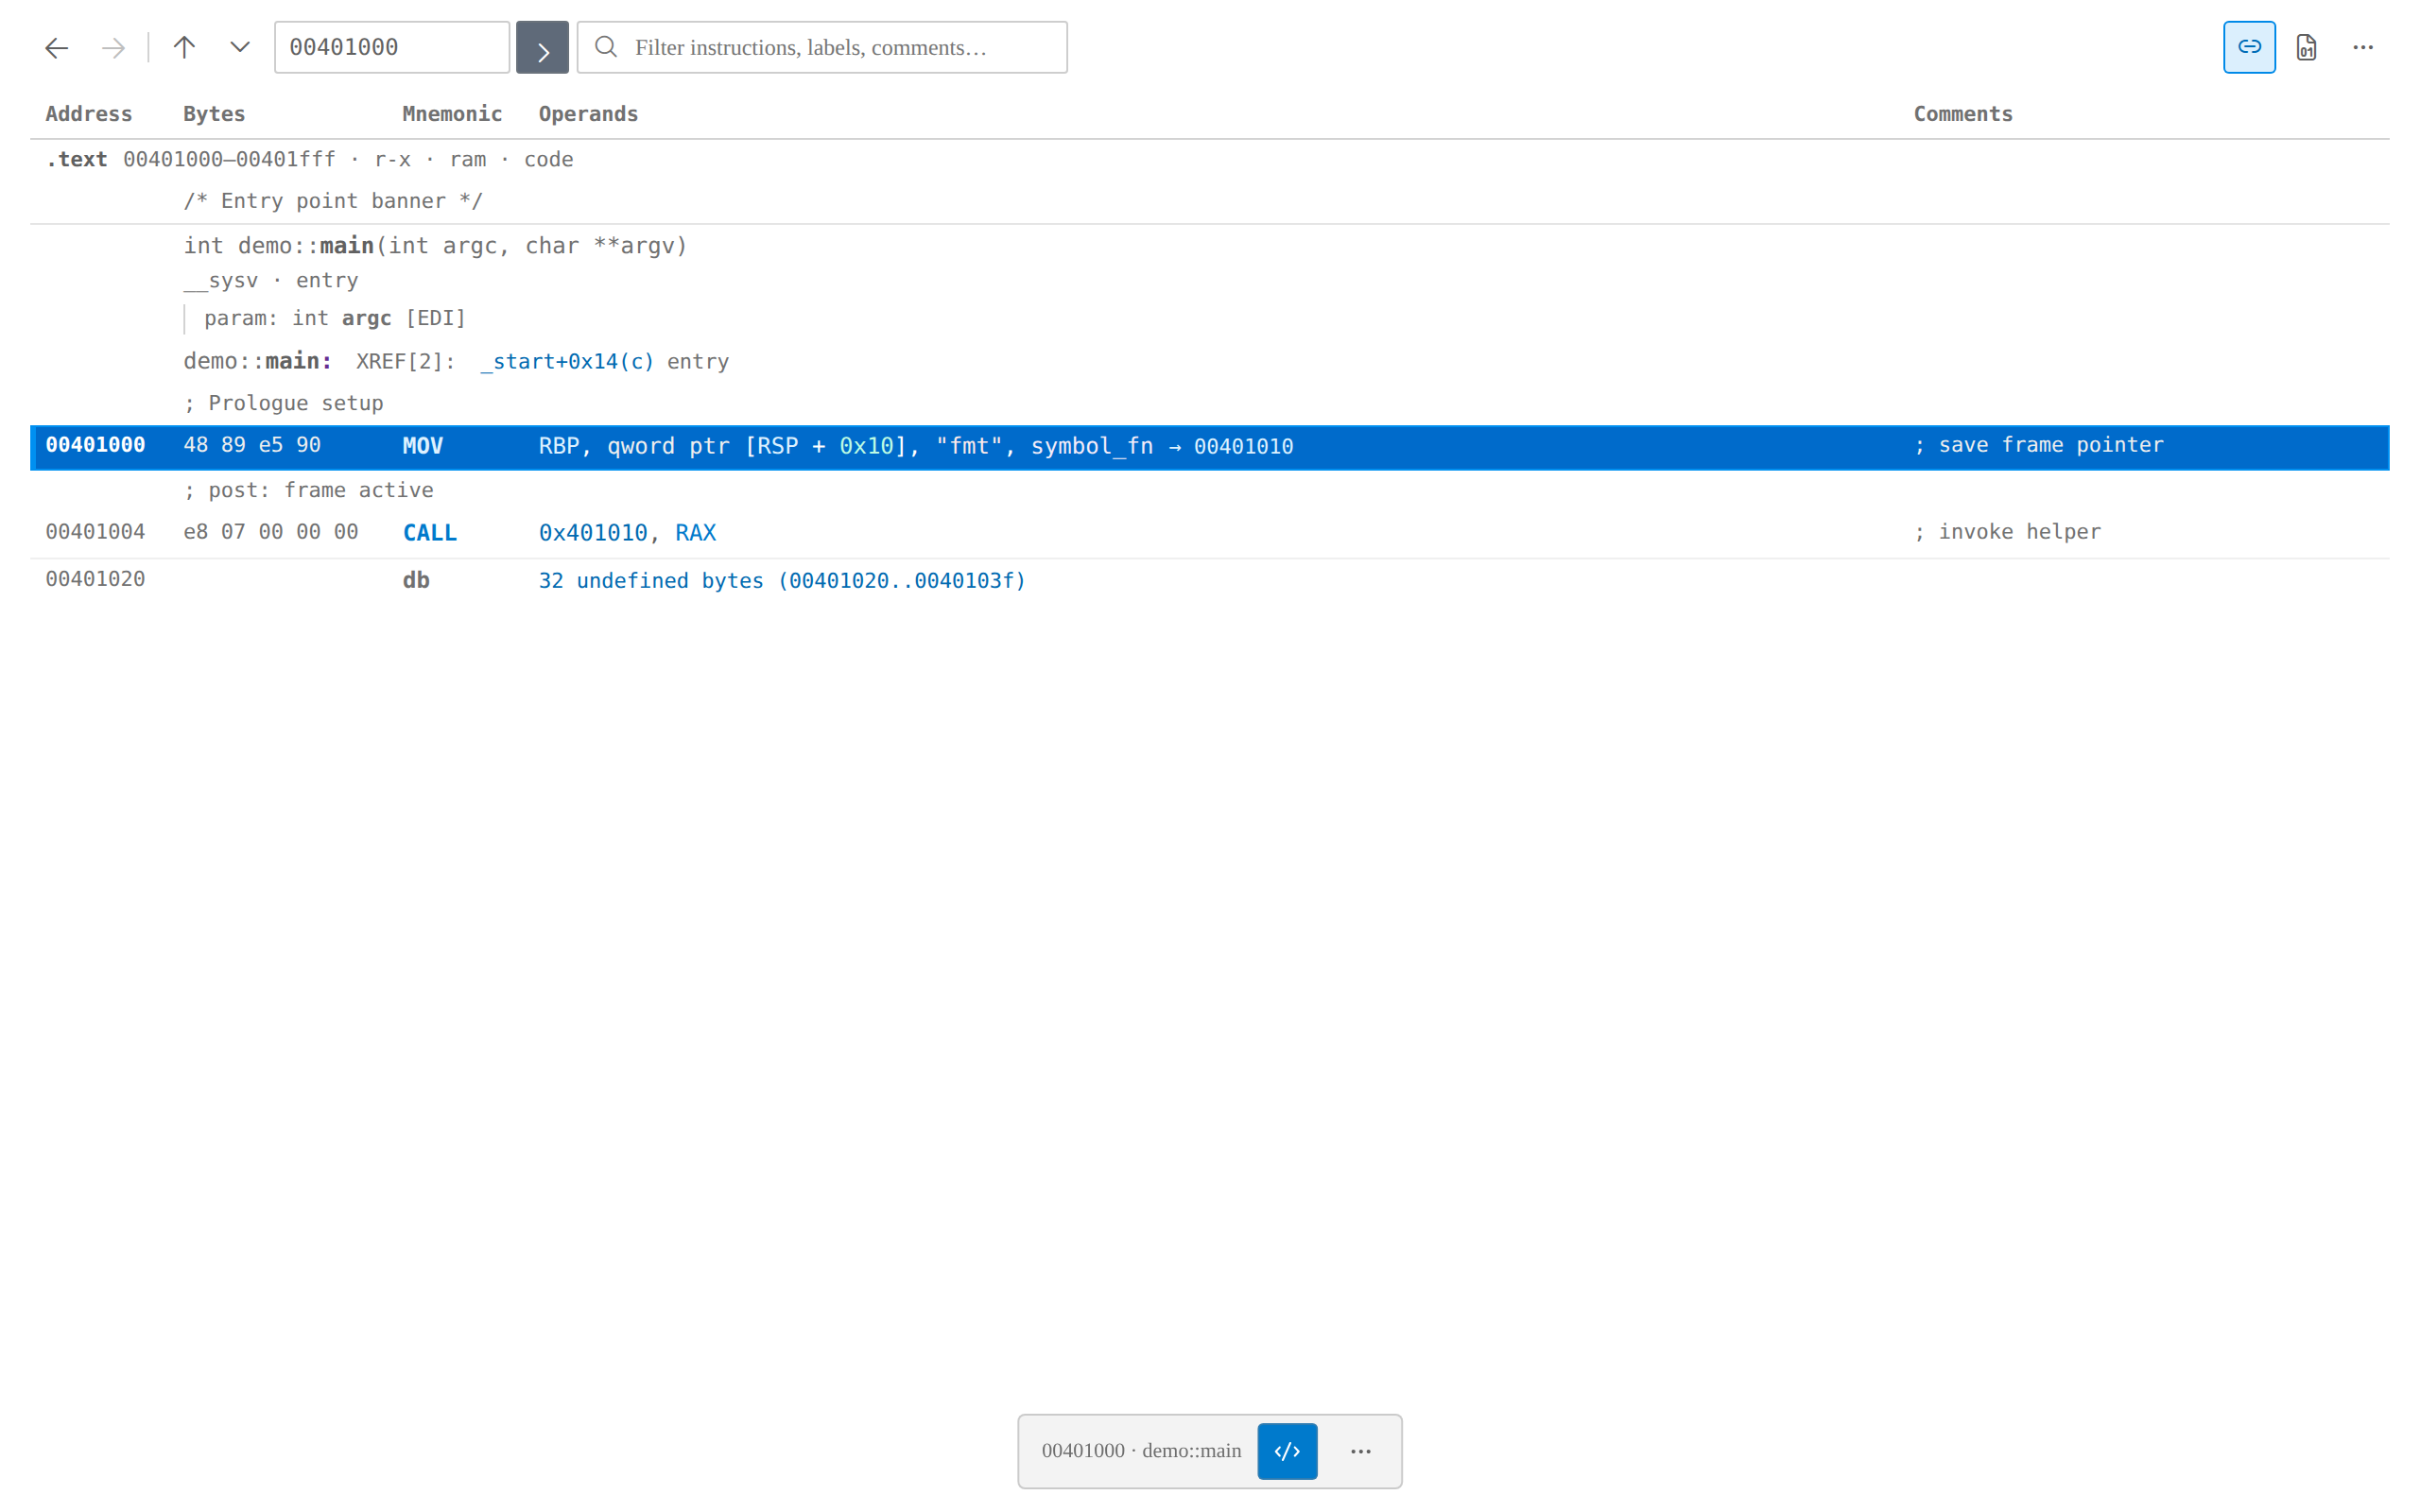 00401000 Filter instructions, labels, comments…
01
Address Bytes Mnemonic Operands Comments
.text 00401000–00401fff · r-x · ram · code
/* Entry point banner */
int demo::main(int argc, char **argv)
__sysv · entry
param: int argc [EDI]
demo::main: XREF[2]: _start+0x14(c) entry
; Prologue setup
00401000 48 89 e5 90 MOV RBP, qword ptr [RSP + 0x10], "fmt", symbol_fn → 00401010 ; save frame pointer
; post: frame active
00401004 e8 07 00 00 00 CALL 0x401010, RAX ; invoke helper
00401020 db 32 undefined bytes (00401020..0040103f)
00401000 · demo::main